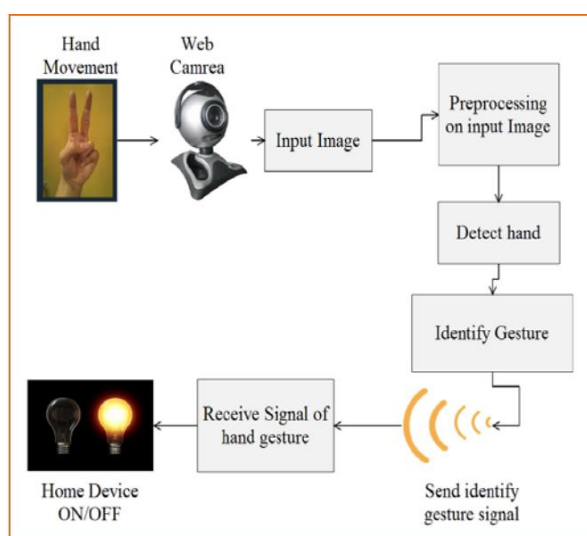 Hand
Movement
Web
Camrea
Input Image
Preprocessing
on input Image
Detect hand
Identify Gesture
Send identify
gesture signal
Receive Signal of
hand gesture
Home Device
ON/OFF